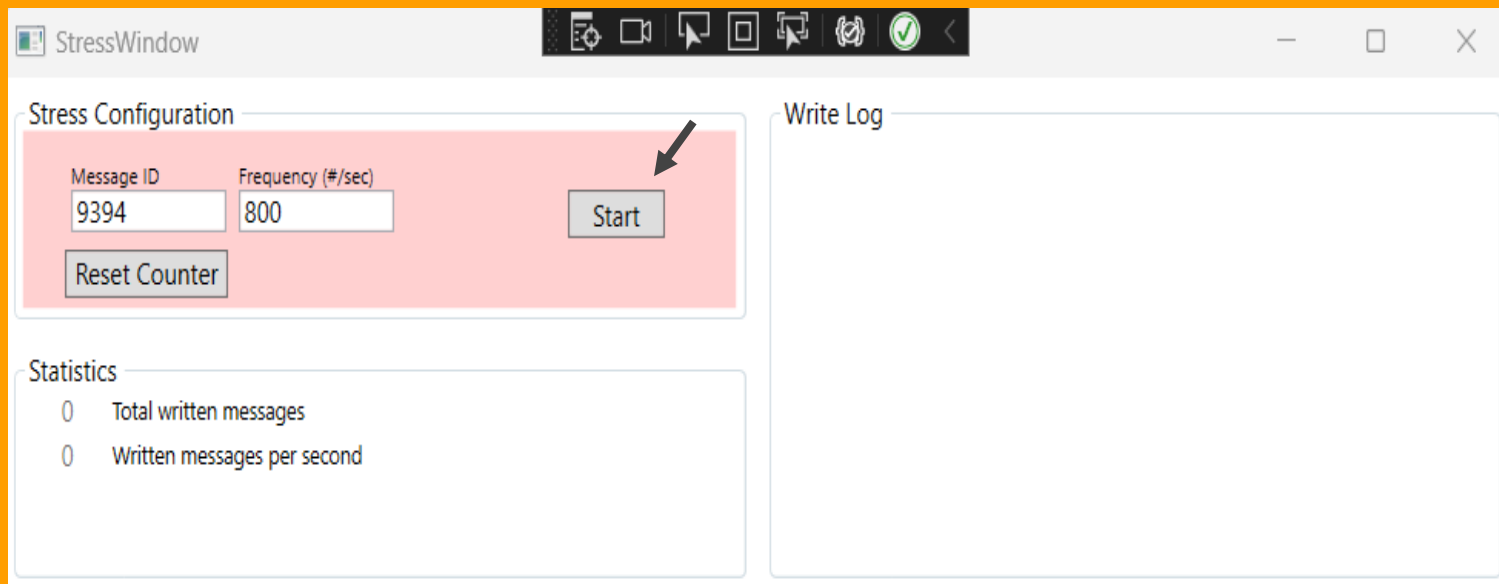 StressWindow
Stress Configuration
Message ID Frequency (#/sec)
9394 800 Start
Reset Counter
Statistics
0 Total written messages
0 Written messages per second
Write Log